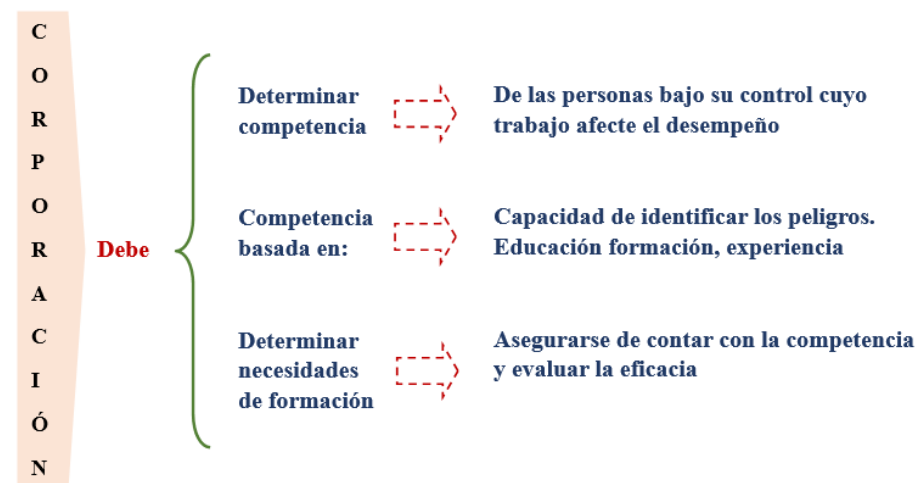 CORPORACIÓN
Debe
Determinar
competencia
De las personas bajo su control cuyo
trabajo afecte el desempeño
Competencia
basada en:
Capacidad de identificar los peligros.
Educación formación, experiencia
Determinar
necesidades
de formación
Asegurarse de contar con la competencia
y evaluar la eficacia